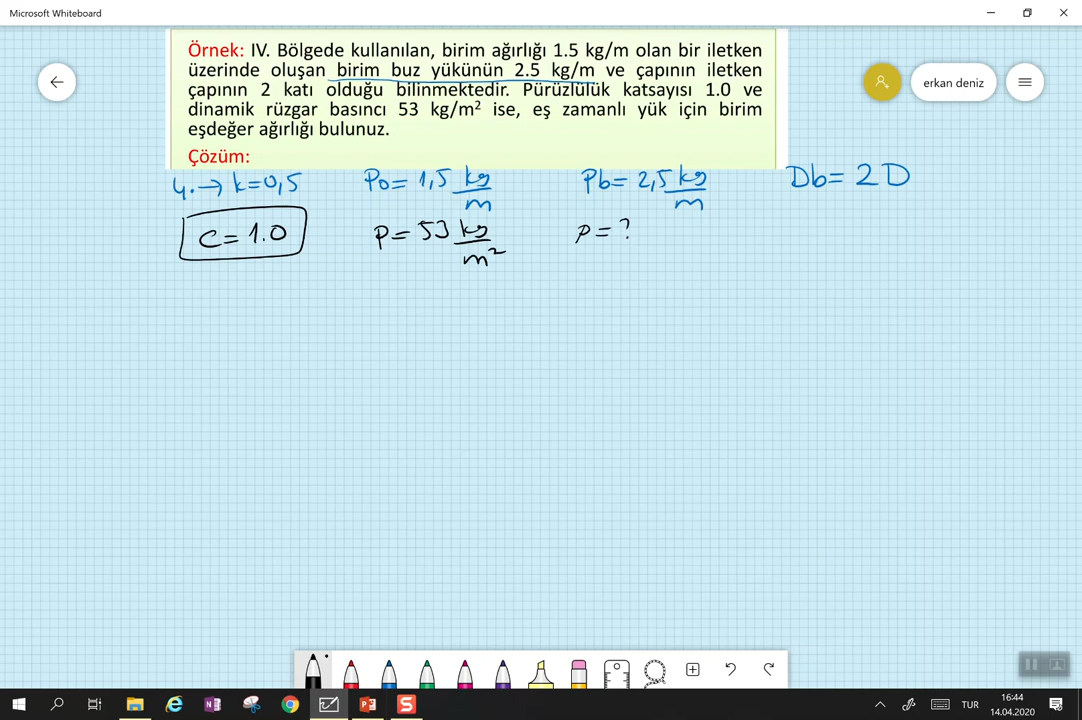 Microsoft Whiteboard
Örnek: IV. Bölgede kullanılan, birim ağırlığı 1.5 kg/m olan bir iletken
üzerinde oluşan birim buz yükünün 2.5 kg/m ve çapının iletken
çapının 2 katı olduğu bilinmektedir. Pürüzlülük katsayısı 1.0 ve
dinamik rüzgar basıncı 53 kg/m² ise, eş zamanlı yük için birim
eşdeğer ağırlığı bulunuz.
Çözüm:
erkan deniz
4. → k=0,5 Po= 1,5 kg/m Pb= 2,5 kg/m Db= 2D
C= 1.0 P= 53 kg/m² P= ?
TUR
16:44
14.04.2020